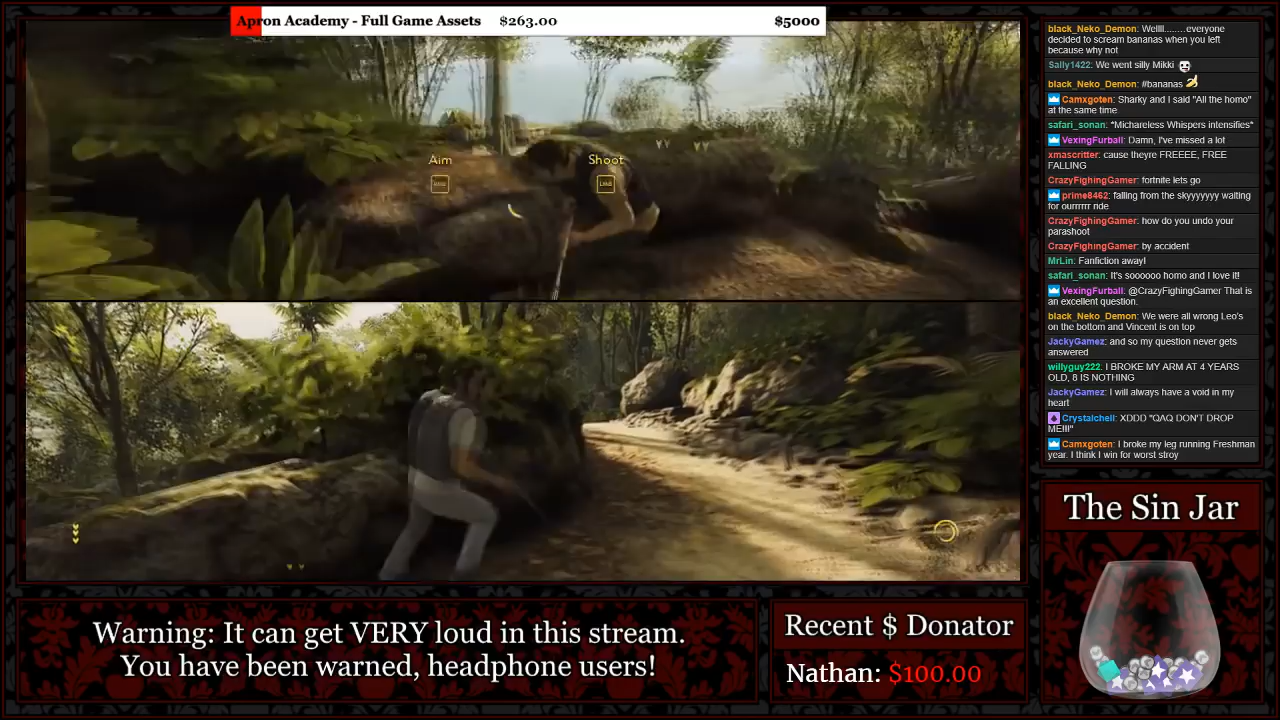 Apron Academy - Full Game Assets $263.00 $5000
Aim
Shoot
black_Neko_Demon: Wellll........everyone
decided to scream bananas when you left
because why not
Sally1422: We went silly Mikki
black_Neko_Demon: #bananas
Camxgoten: Sharky and I said "All the homo"
at the same time
safari_sonan: *Michareless Whispers intensifies*
VexingFurball: Damn, I've missed a lot
xmascritter: cause theyre FREEEE, FREE
FALLING
CrazyFighingGamer: fortnite lets go
prime8462: falling from the skyyyyyy waiting
for ourrrrrr ride
CrazyFighingGamer: how do you undo your
parashoot
CrazyFighingGamer: by accident
MrLin: Fanfiction away!
safari_sonan: It's soooooo homo and I love it!
VexingFurball: @CrazyFighingGamer That is
an excellent question.
black_Neko_Demon: We were all wrong Leo's
on the bottom and Vincent is on top
JackyGamez: and so my question never gets
answered
willyguy222: I BROKE MY ARM AT 4 YEARS
OLD, 8 IS NOTHING
JackyGamez: I will always have a void in my
heart
Crystalchell: XDDD "QAQ DON'T DROP
ME!!!"
Camxgoten: I broke my leg running Freshman
year. I think I win for worst stroy
The Sin Jar
Warning: It can get VERY loud in this stream.
You have been warned, headphone users!
Recent $ Donator
Nathan: $100.00